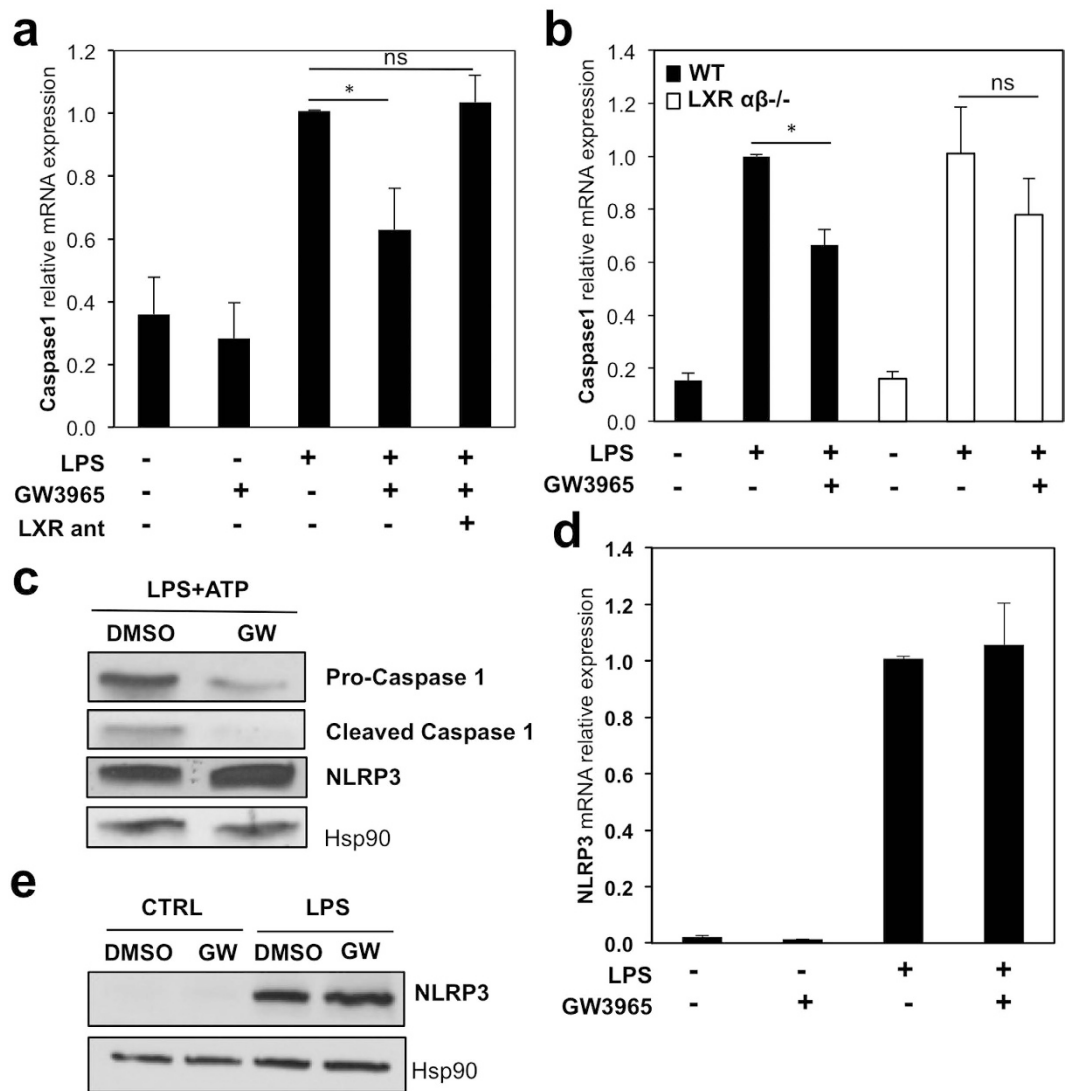 a
Caspase1 relative mRNA expression
1.2
1.0
0.8
0.6
0.4
0.2
0.0
*
ns
LPS - - + + +
GW3965 - + - + +
LXR ant - - - - +
b
Caspase1 relative mRNA expression
1.4
1.2
1.0
0.8
0.6
0.4
0.2
0.0
WT
LXR αβ-/-
*
ns
LPS - + + - + +
GW3965 - - + - - +
c
LPS+ATP
DMSO GW
Pro-Caspase 1
Cleaved Caspase 1
NLRP3
Hsp90
d
NLRP3 mRNA relative expression
1.4
1.2
1.0
0.8
0.6
0.4
0.2
0.0
LPS - - + +
GW3965 - + - +
e
CTRL LPS
DMSO GW DMSO GW
NLRP3
Hsp90